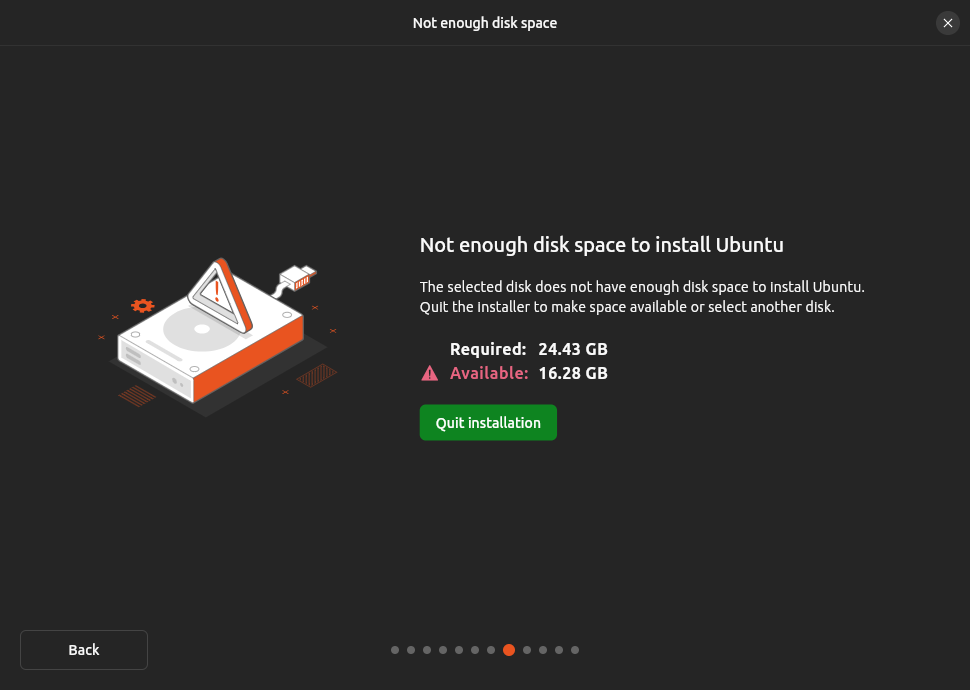 Not enough disk space
Not enough disk space to install Ubuntu
The selected disk does not have enough disk space to install Ubuntu.
Quit the installer to make space available or select another disk.
Required: 24.43 GB
Available: 16.28 GB
Quit installation
Back